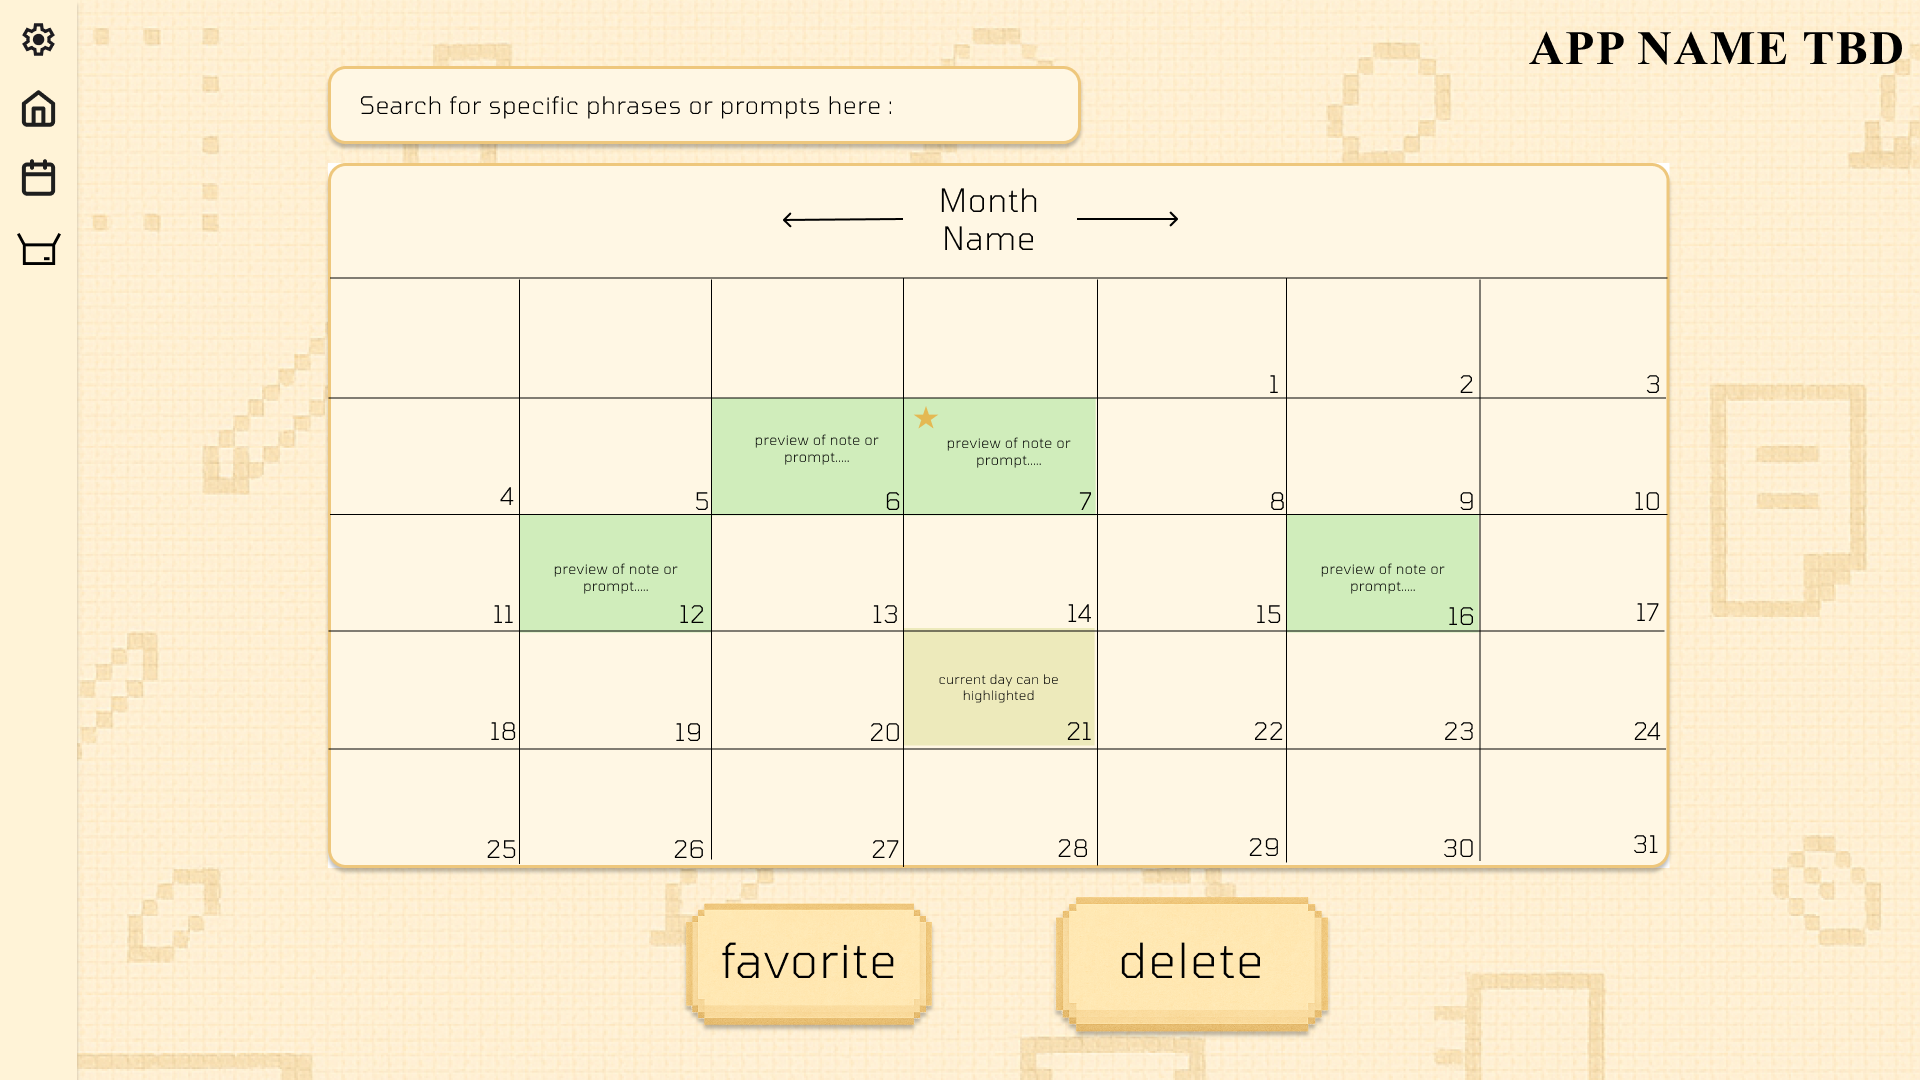 APP NAME TBD
Search for specific phrases or prompts here :
Month
Name
1
2
3
4
5
preview of note or
prompt.....
6
preview of note or
prompt.....
7
8
9
10
11
preview of note or
prompt.....
12
13
14
15
preview of note or
prompt.....
16
17
18
19
20
current day can be
highlighted
21
22
23
24
25
26
27
28
29
30
31
favorite
delete